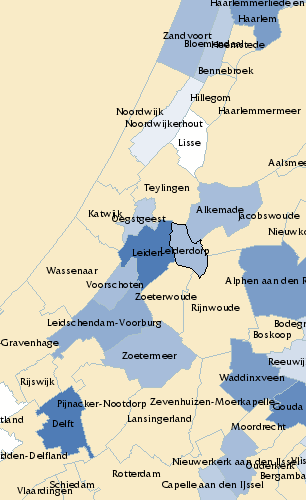 Haarlemmerliede en
Haarlem
Zandvoort
Bloemendaal
Heemstede
Bennebroek
Hillegom
Noordwijk
Haarlemmermeer
Noordwijkerhout
Lisse
Aalsmee
Teylingen
Alkemade
Katwijk
Oegstgeest
Jacobswoude
Nieuwko
Leiden
Leiderdorp
Wassenaar
Alphen aan den R
Voorschoten
Zoeterwoude
Rijnwoude
Leidschendam-Voorburg
Bodegr
Boskoop
-Gravenhage
Zoetermeer
Reeuwij
Rijswijk
Waddinxveen
Pijnacker-Nootdorp
Zevenhuizen-Moerkapelle
Gouda
tland
Lansingerland
Delft
Moordrecht
dden-Delfland
Nieuwerkerk aan den IJssel
Vlis
Ouderkerk
Rotterdam
Bergamba
Schiedam
Capelle aan den IJssel
Vlaardingen